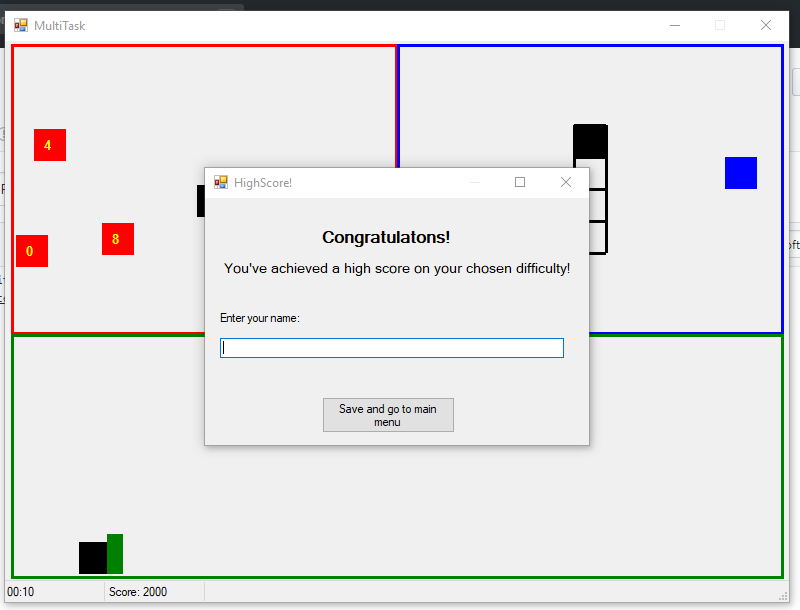 MultiTask
4
0
8
HighScore!
Congratulatons!
You've achieved a high score on your chosen difficulty!
Enter your name:
Save and go to main
menu
00:10
Score: 2000